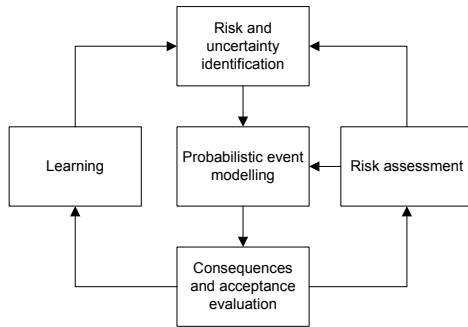 Risk and
uncertainty
identification
Learning
Probabilistic event
modelling
Risk assessment
Consequences
and acceptance
evaluation